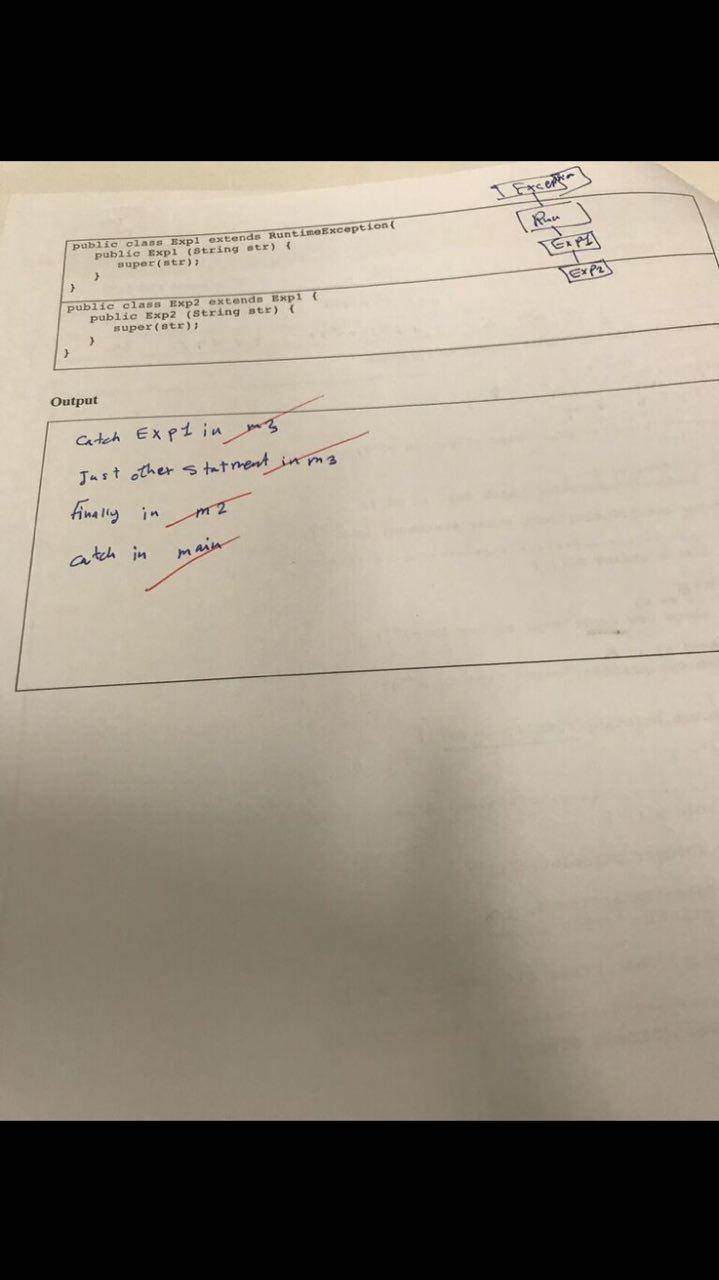 Exception
Run
Exp1
Exp2
public class Exp1 extends RuntimeException{
public Exp1 (String str) {
super(str);
}
}
public class Exp2 extends Exp1 {
public Exp2 (String str) {
super(str);
}
}
Output
Catch Exp1 in m3
Just other statment in m3
finally in m2
catch in main